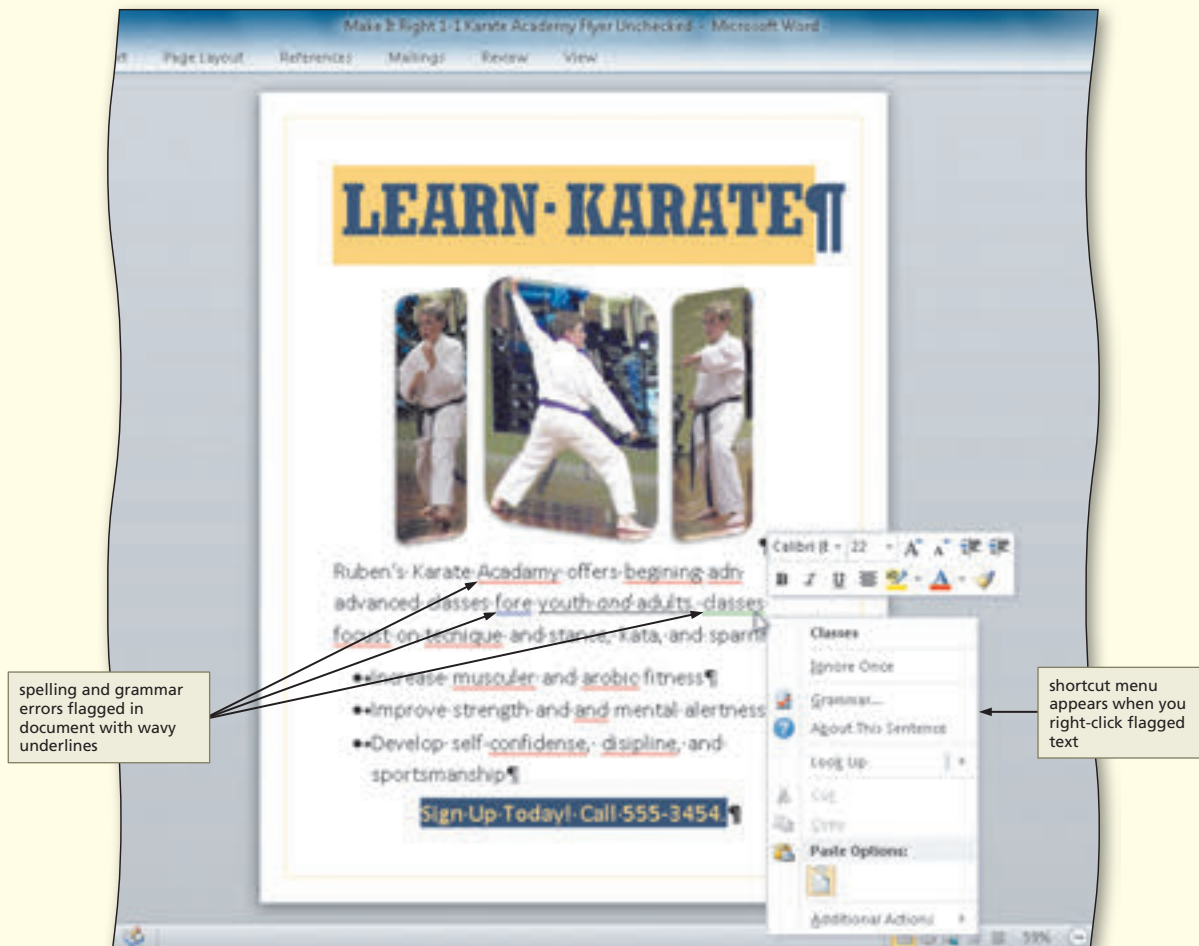 Make It Right 1-1 Karate Academy Flyer Unchecked - Microsoft Word
Page Layout References Mailings Review View
LEARN·KARATE¶
¶
Ruben's·Karate·Acadamy·offers·begining·adn·
advanced·classes·fore·youth·and·adults.·classes·
focust·on·tecnique·and·stance,·kata,·and·
Increase·musculer·and·arobic·fitness¶
Improve·strength·and·and·mental·alertness
Develop·self-confidense,·disipline,·and·
sportsmanship¶
Sign·Up·Today!·Call·555-3454.¶
22 A A
B I U A
Classes
Ignore Once
Grammar...
About This Sentence
Look Up
Cut
Copy
Paste Options:
Additional Actions
59%
spelling and grammar
errors flagged in
document with wavy
underlines
shortcut menu
appears when you
right-click flagged
text